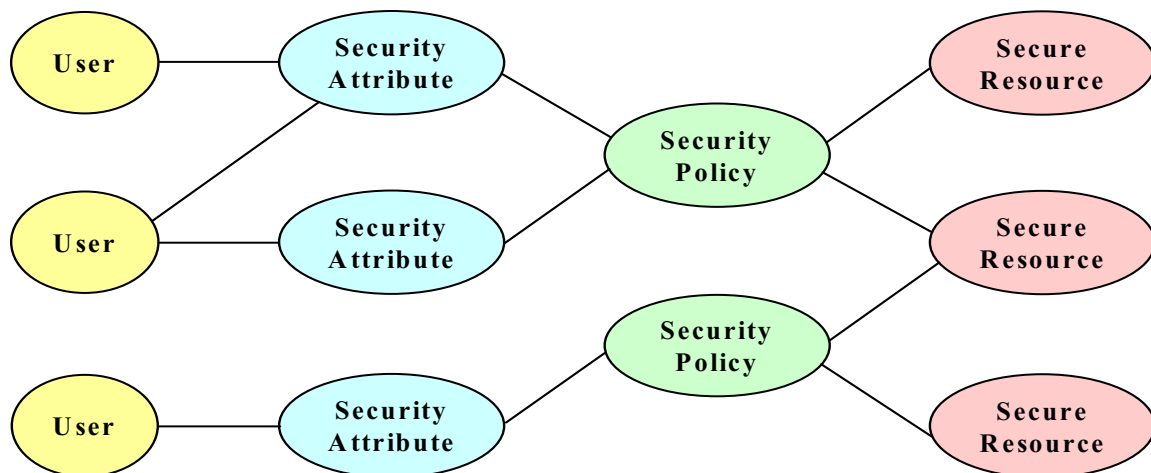 User
Security
Attribute
Secure
Resource
Security
Policy
User
Security
Attribute
Secure
Resource
Security
Policy
User
Security
Attribute
Secure
Resource